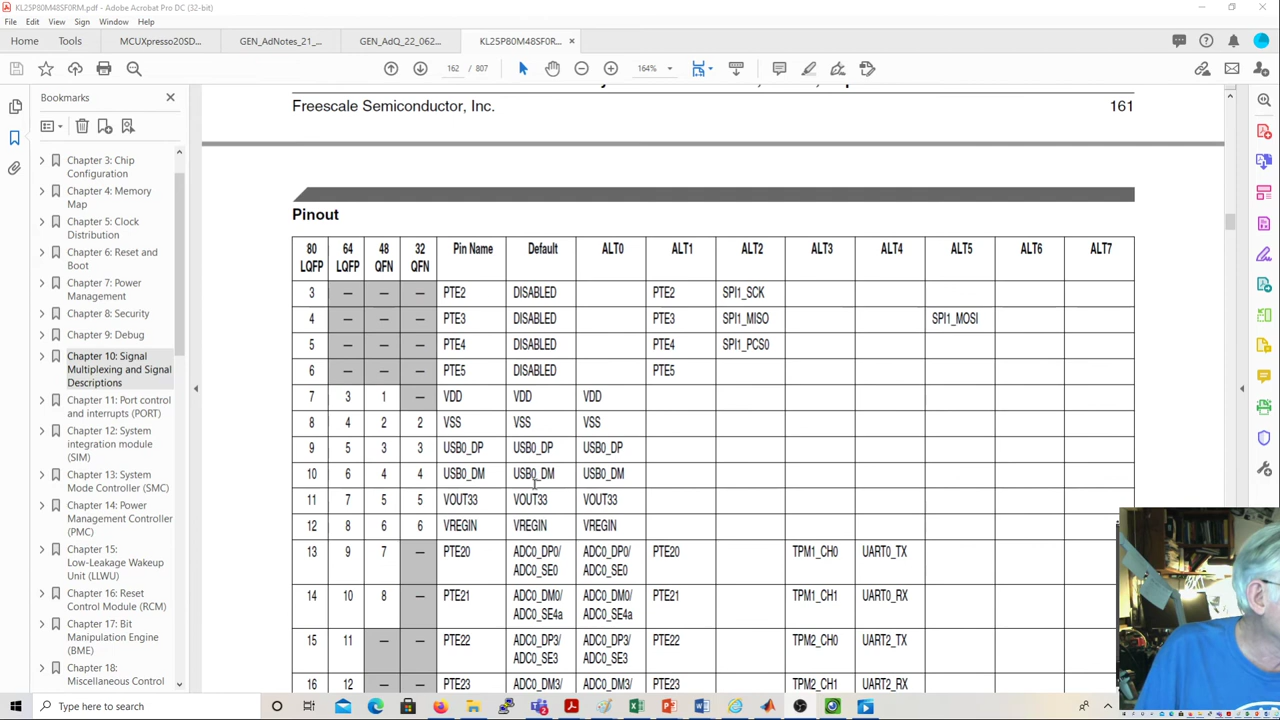 KL25P80M48SF0RM.pdf - Adobe Acrobat Pro DC (32-bit)
File Edit View Sign Window Help
Home Tools MCUXpresso20SD... GEN_AdNotes_21_... GEN_AdQ_22_062... KL25P80M48SF0R...
162 / 807 164%
Bookmarks
Chapter 3: Chip
Configuration
Chapter 4: Memory
Map
Chapter 5: Clock
Distribution
Chapter 6: Reset and
Boot
Chapter 7: Power
Management
Chapter 8: Security
Chapter 9: Debug
Chapter 10: Signal
Multiplexing and Signal
Descriptions
Chapter 11: Port control
and interrupts (PORT)
Chapter 12: System
integration module
(SIM)
Chapter 13: System
Mode Controller (SMC)
Chapter 14: Power
Management Controller
(PMC)
Chapter 15:
Low-Leakage Wakeup
Unit (LLWU)
Chapter 16: Reset
Control Module (RCM)
Chapter 17: Bit
Manipulation Engine
(BME)
Chapter 18:
Miscellaneous Control
Freescale Semiconductor, Inc. 161
Pinout
80 LQFP 64 LQFP 48 QFN 32 QFN Pin Name Default ALT0 ALT1 ALT2 ALT3 ALT4 ALT5 ALT6 ALT7
3 — — — PTE2 DISABLED PTE2 SPI1_SCK
4 — — — PTE3 DISABLED PTE3 SPI1_MISO SPI1_MOSI
5 — — — PTE4 DISABLED PTE4 SPI1_PCS0
6 — — — PTE5 DISABLED PTE5
7 3 1 — VDD VDD VDD
8 4 2 2 VSS VSS VSS
9 5 3 3 USB0_DP USB0_DP USB0_DP
10 6 4 4 USB0_DM USB0_DM USB0_DM
11 7 5 5 VOUT33 VOUT33 VOUT33
12 8 6 6 VREGIN VREGIN VREGIN
13 9 7 — PTE20 ADC0_DP0/ ADC0_SE0 ADC0_DP0/ ADC0_SE0 PTE20 TPM1_CH0 UART0_TX
14 10 8 — PTE21 ADC0_DM0/ ADC0_SE4a ADC0_DM0/ ADC0_SE4a PTE21 TPM1_CH1 UART0_RX
15 11 — — PTE22 ADC0_DP3/ ADC0_SE3 ADC0_DP3/ ADC0_SE3 PTE22 TPM2_CH0 UART2_TX
16 12 — — PTE23 ADC0_DM3/ ADC0_DM3/ PTE23 TPM2_CH1 UART2_RX
Type here to search